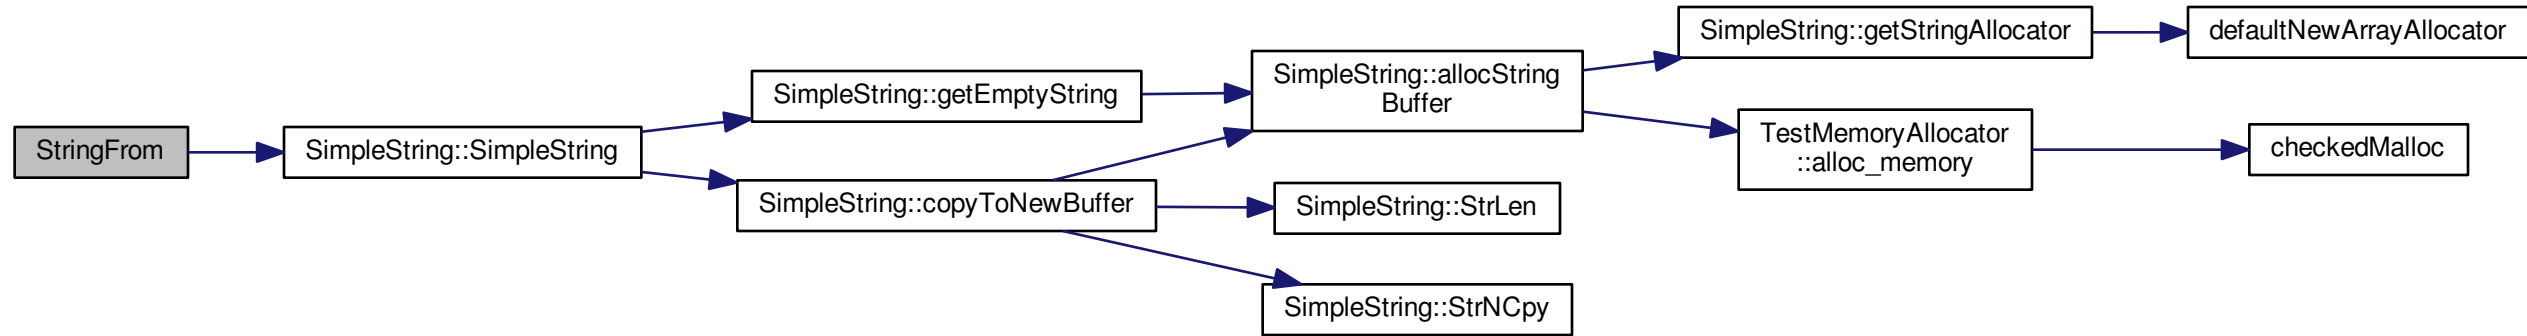 StringFrom
SimpleString::SimpleString
SimpleString::getEmptyString
SimpleString::copyToNewBuffer
SimpleString::allocString
Buffer
SimpleString::StrLen
SimpleString::StrNCpy
SimpleString::getStringAllocator
TestMemoryAllocator
::alloc_memory
defaultNewArrayAllocator
checkedMalloc